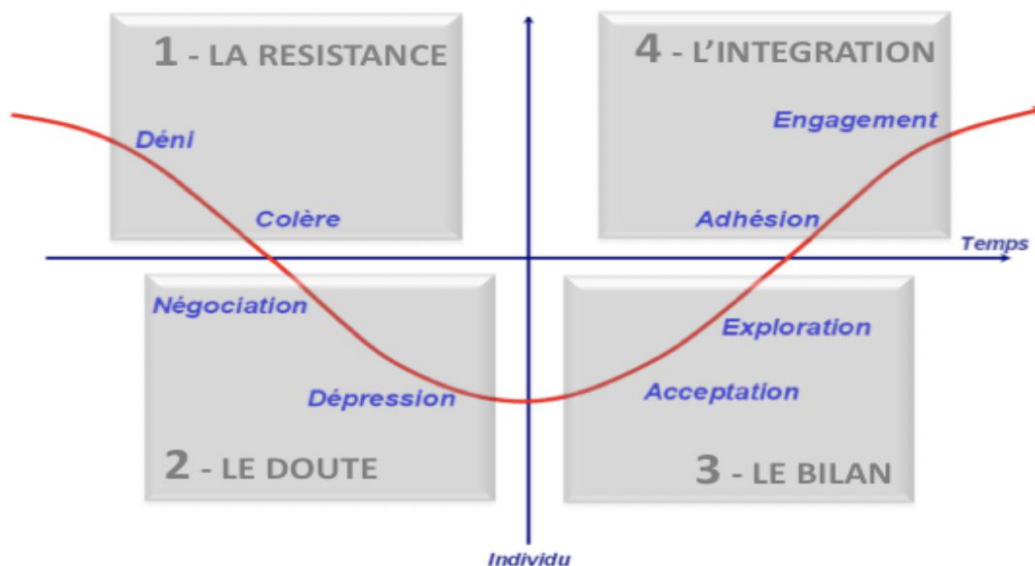 1 - LA RESISTANCE
Déni
Colère
4 - L'INTEGRATION
Engagement
Adhésion
Temps
Négociation
Dépression
2 - LE DOUTE
Exploration
Acceptation
3 - LE BILAN
Individu